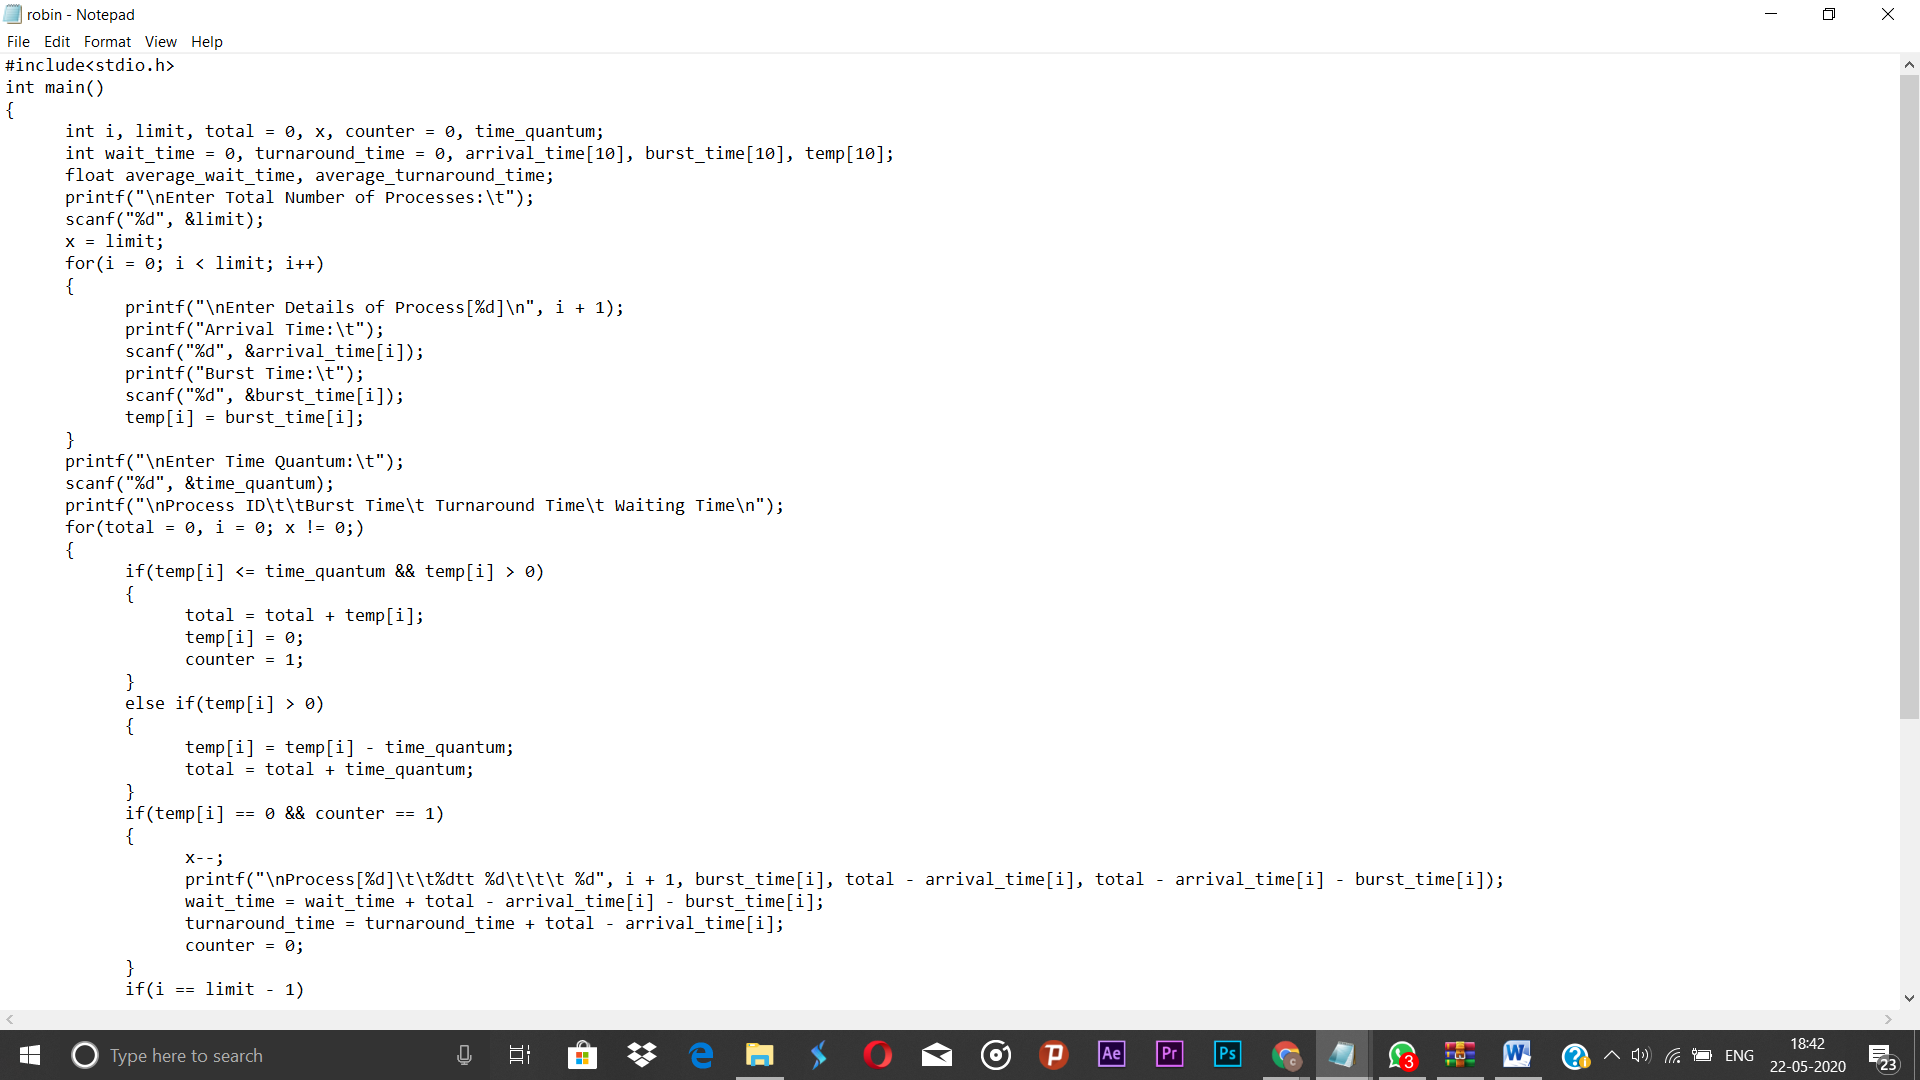 robin - Notepad
File Edit Format View Help
#include<stdio.h>
int main()
{
int i, limit, total = 0, x, counter = 0, time_quantum;
int wait_time = 0, turnaround_time = 0, arrival_time[10], burst_time[10], temp[10];
float average_wait_time, average_turnaround_time;
printf("\nEnter Total Number of Processes:\t");
scanf("%d", &limit);
x = limit;
for(i = 0; i < limit; i++)
{
printf("\nEnter Details of Process[%d]\n", i + 1);
printf("Arrival Time:\t");
scanf("%d", &arrival_time[i]);
printf("Burst Time:\t");
scanf("%d", &burst_time[i]);
temp[i] = burst_time[i];
}
printf("\nEnter Time Quantum:\t");
scanf("%d", &time_quantum);
printf("\nProcess ID\t\tBurst Time\t Turnaround Time\t Waiting Time\n");
for(total = 0, i = 0; x != 0;)
{
if(temp[i] <= time_quantum && temp[i] > 0)
{
total = total + temp[i];
temp[i] = 0;
counter = 1;
}
else if(temp[i] > 0)
{
temp[i] = temp[i] - time_quantum;
total = total + time_quantum;
}
if(temp[i] == 0 && counter == 1)
{
x--;
printf("\nProcess[%d]\t\t%dtt %d\t\t\t %d", i + 1, burst_time[i], total - arrival_time[i], total - arrival_time[i] - burst_time[i]);
wait_time = wait_time + total - arrival_time[i] - burst_time[i];
turnaround_time = turnaround_time + total - arrival_time[i];
counter = 0;
}
if(i == limit - 1)
Type here to search
Ae
Pr
Ps
3
ENG
18:42
22-05-2020
23